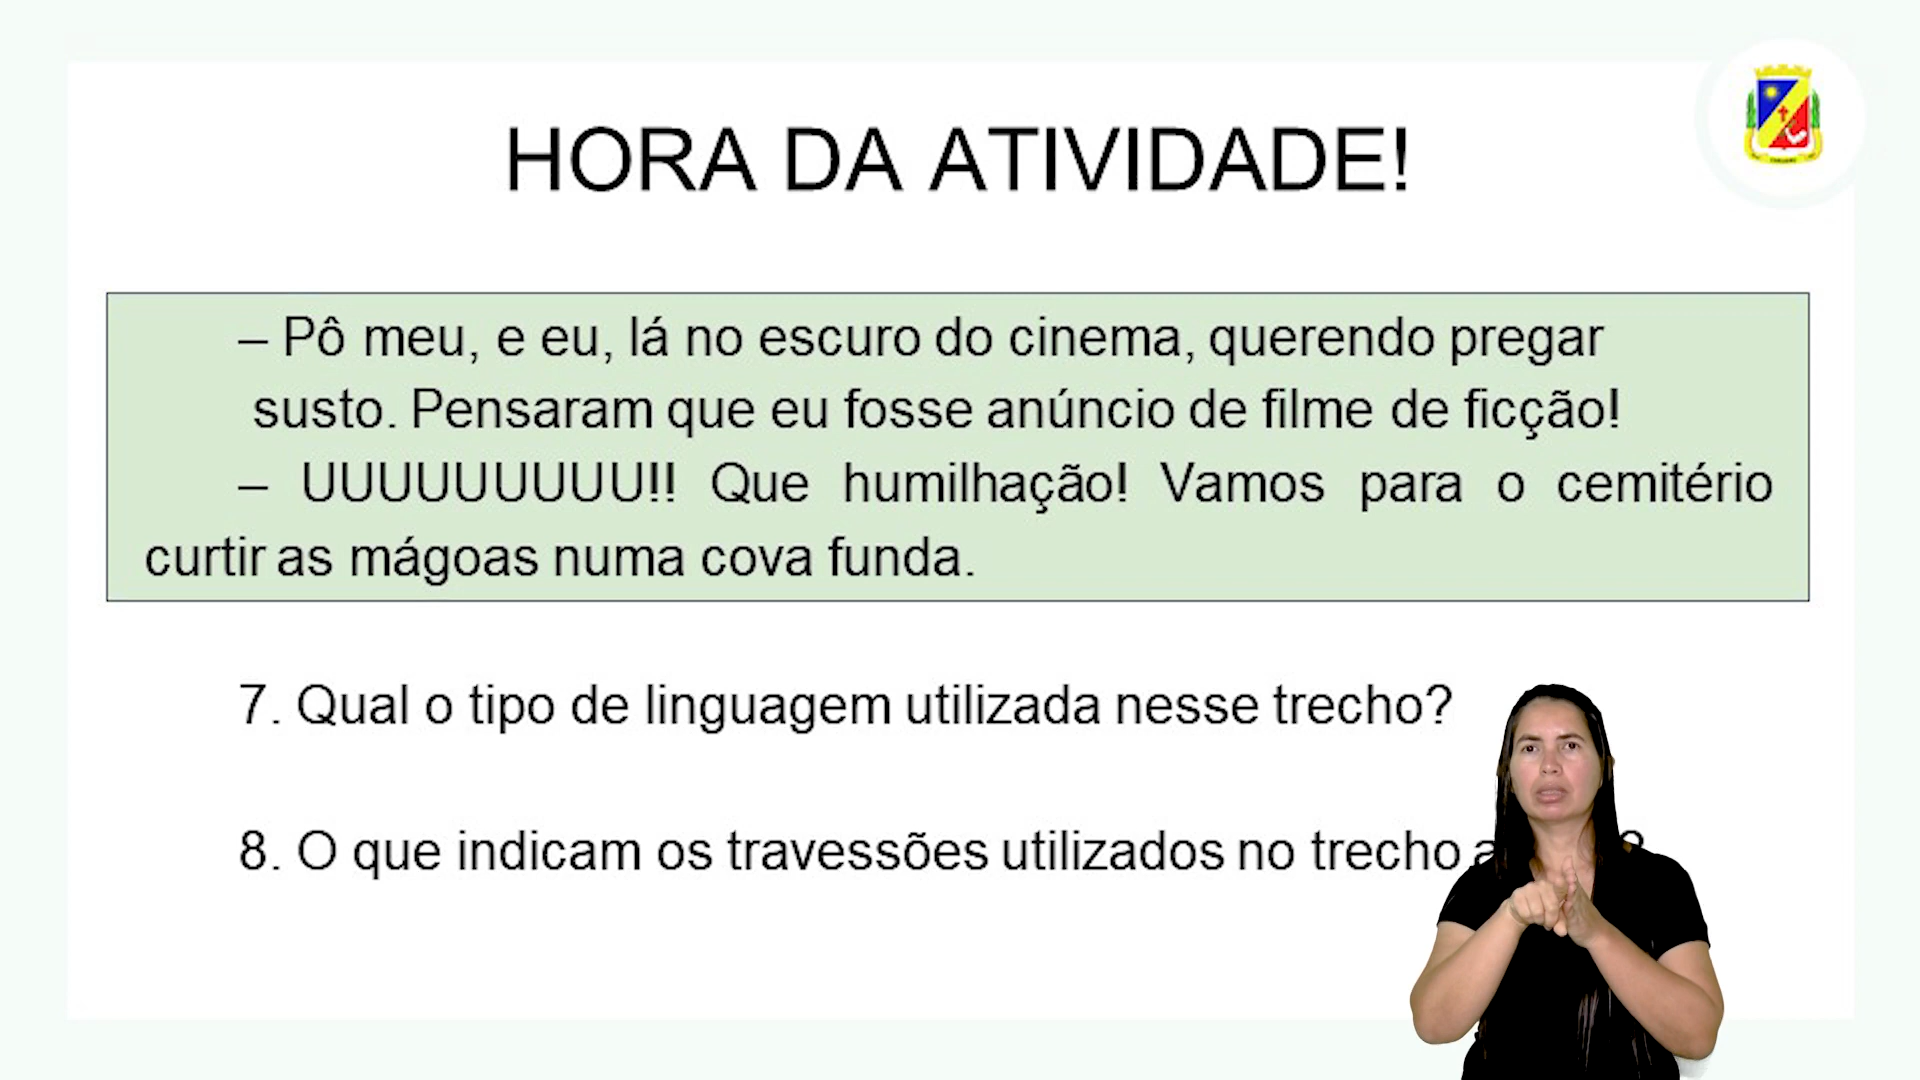 HORA DA ATIVIDADE!
– Pô meu, e eu, lá no escuro do cinema, querendo pregar
susto. Pensaram que eu fosse anúncio de filme de ficção!
– UUUUUUUUU!! Que humilhação! Vamos para o cemitério
curtir as mágoas numa cova funda.
7. Qual o tipo de linguagem utilizada nesse trecho?
8. O que indicam os travessões utilizados no trecho